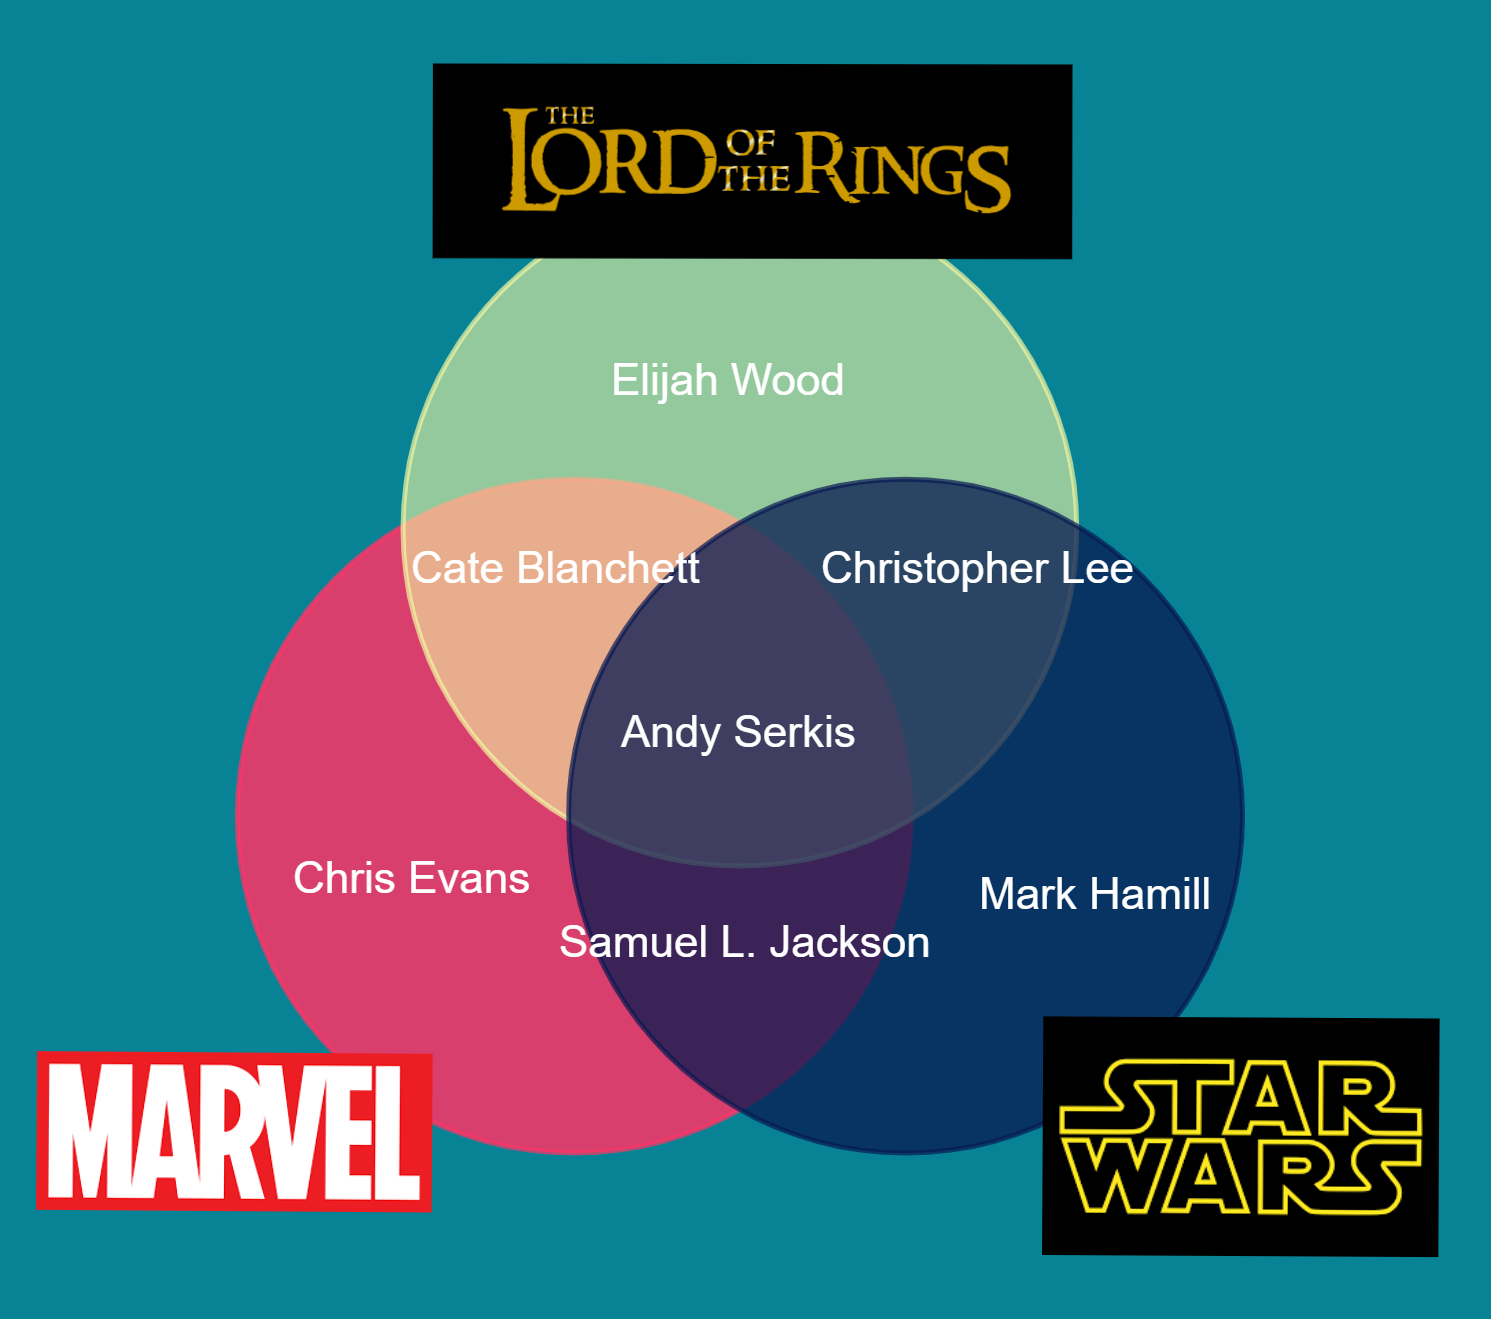 THE LORD OF THE RINGS
Elijah Wood
Cate Blanchett
Christopher Lee
Andy Serkis
Chris Evans
Mark Hamill
Samuel L. Jackson
MARVEL
STAR
WARS